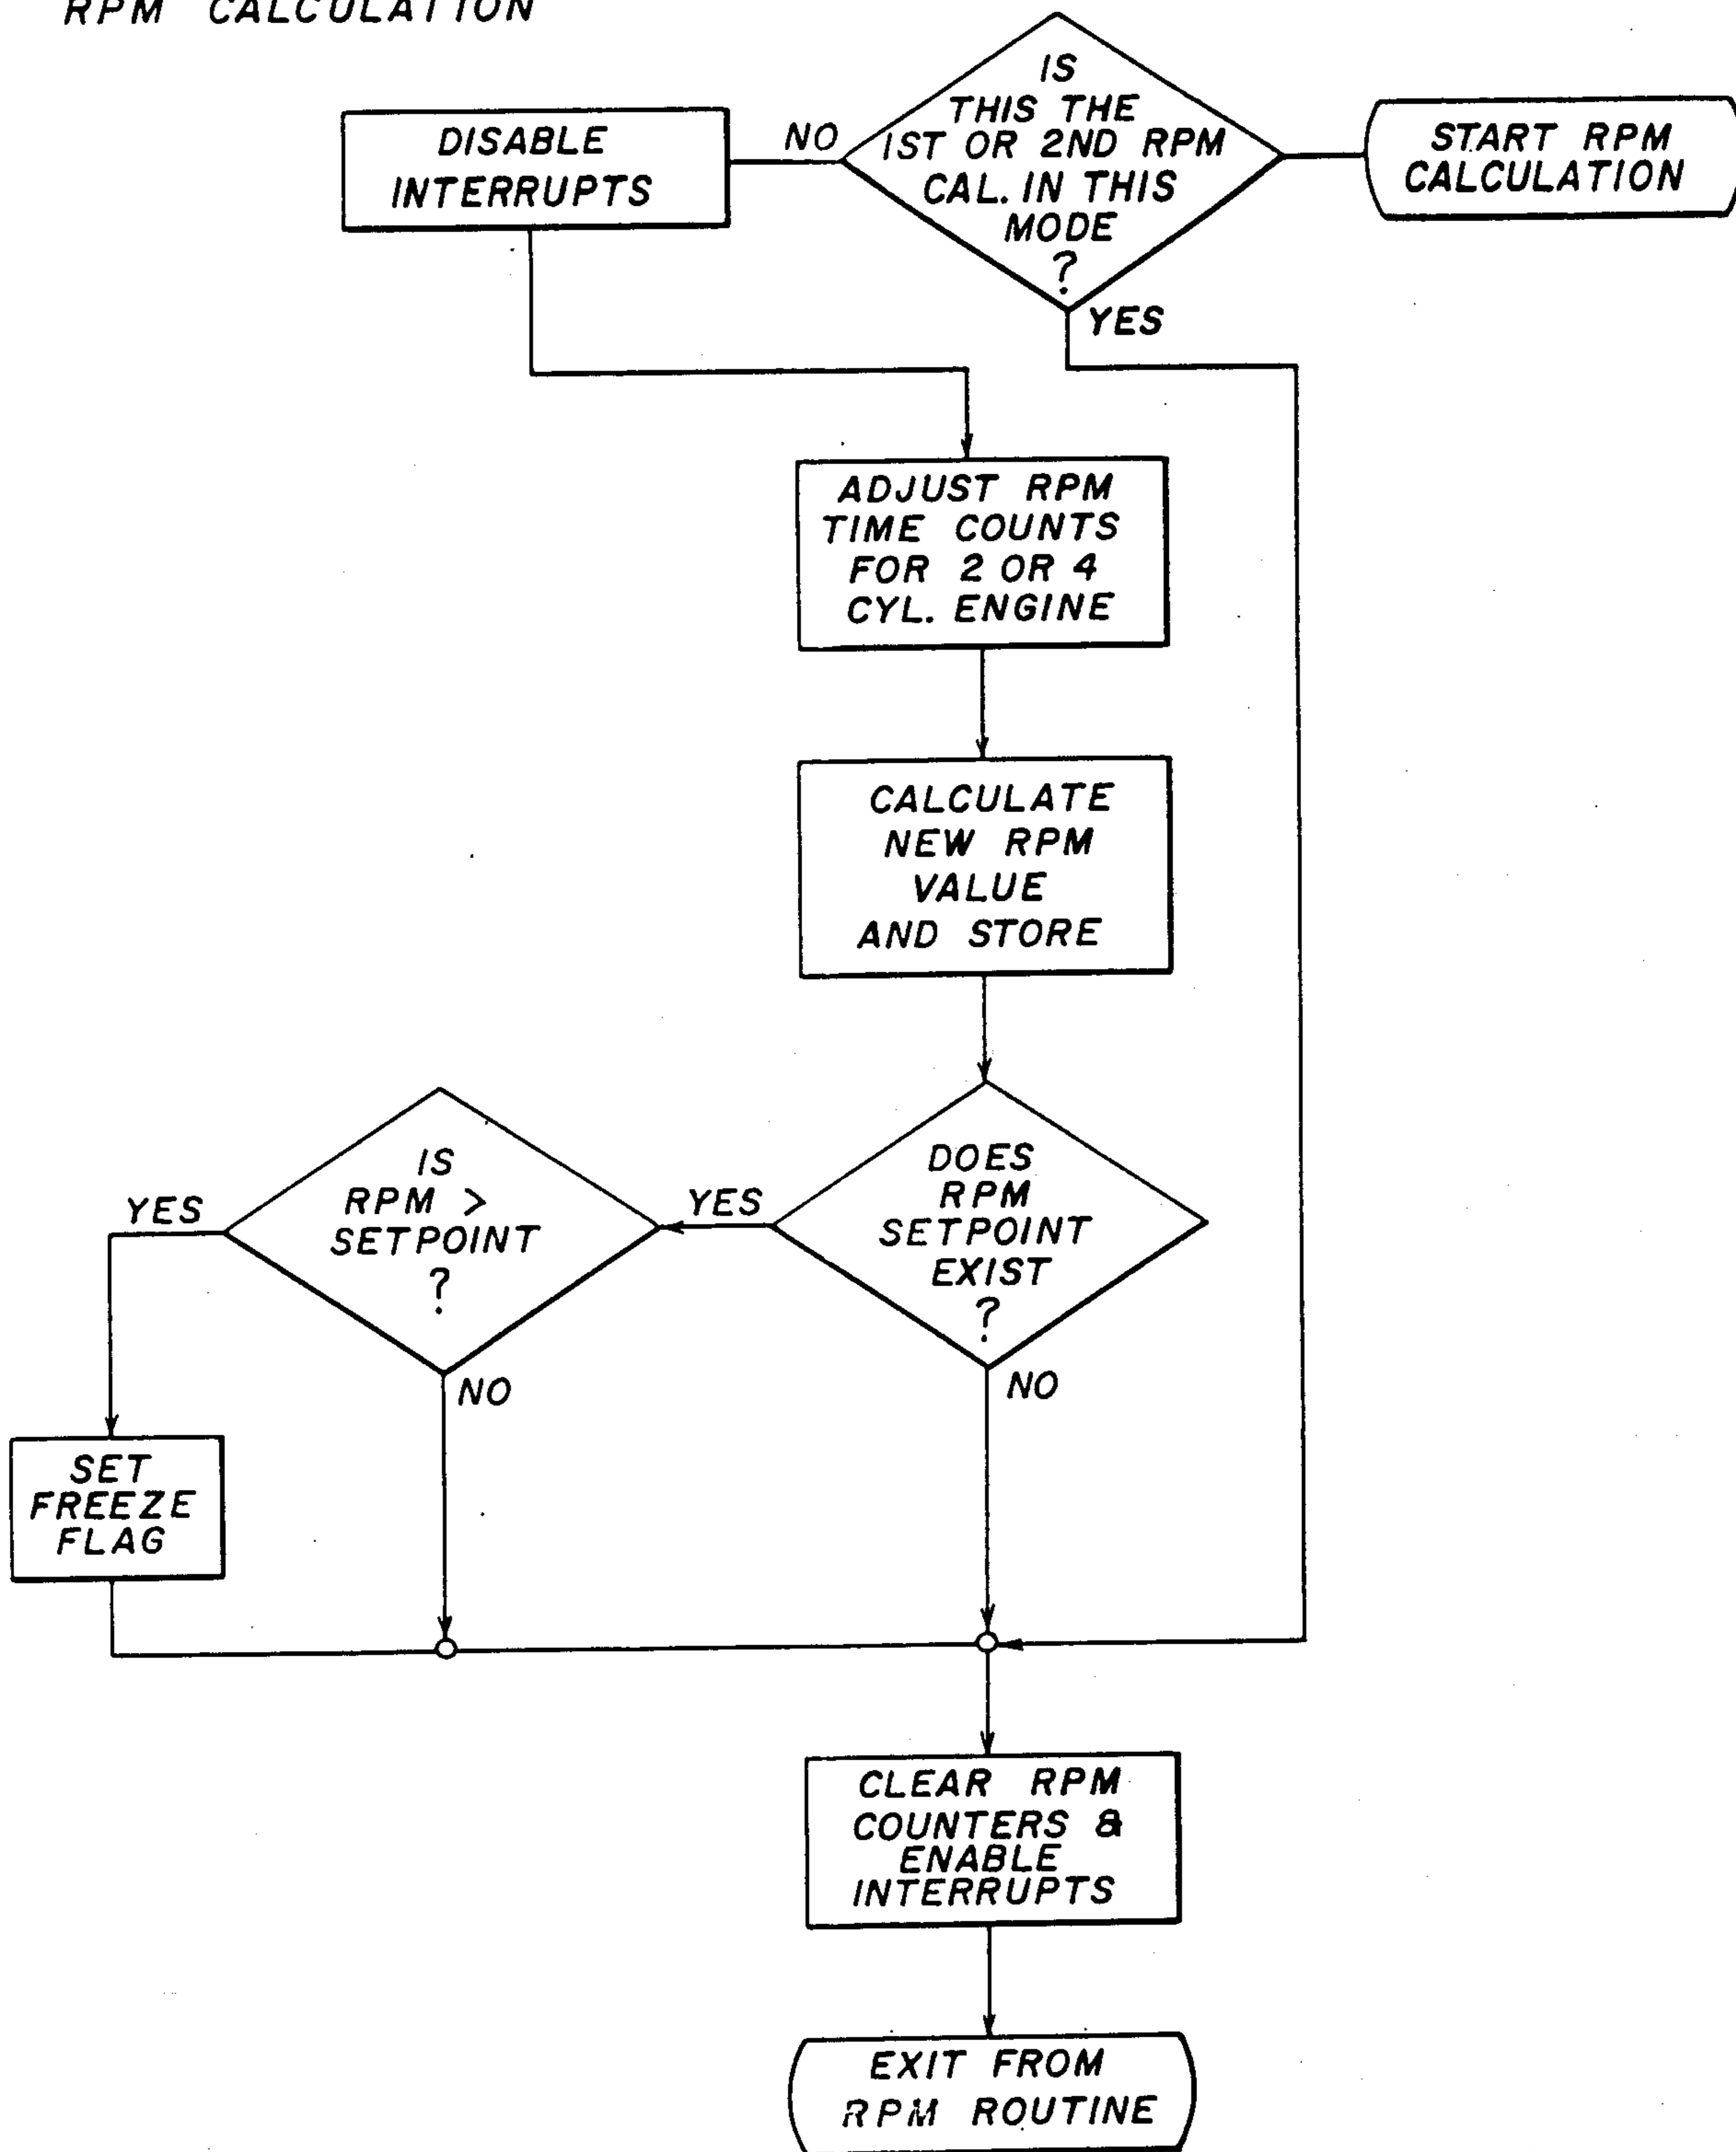 RPM CALCULATION
IS
THIS THE
1ST OR 2ND RPM
CAL. IN THIS
MODE
?
START RPM
CALCULATION
NO
DISABLE
INTERRUPTS
YES
ADJUST RPM
TIME COUNTS
FOR 2 OR 4
CYL. ENGINE
CALCULATE
NEW RPM
VALUE
AND STORE
DOES
RPM
SETPOINT
EXIST
?
YES
IS
RPM >
SETPOINT
?
YES
NO
NO
SET
FREEZE
FLAG
CLEAR RPM
COUNTERS &
ENABLE
INTERRUPTS
EXIT FROM
RPM ROUTINE